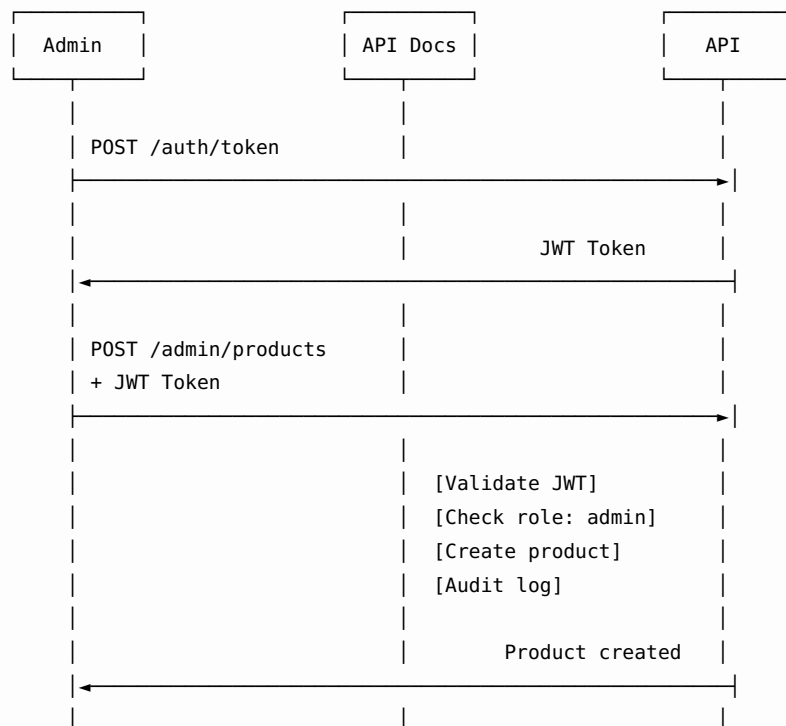 Admin API Docs API
POST /auth/token
JWT Token
POST /admin/products
+ JWT Token
[Validate JWT]
[Check role: admin]
[Create product]
[Audit log]
Product created